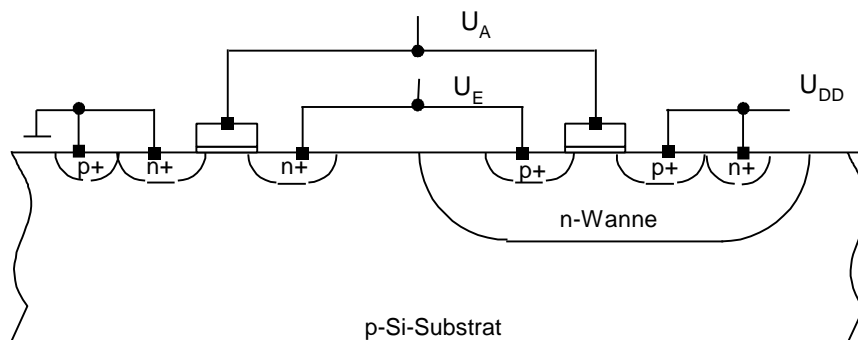 U_A
U_E
U_DD
p+ n+ n+ p+ p+ n+
n-Wanne
p-Si-Substrat